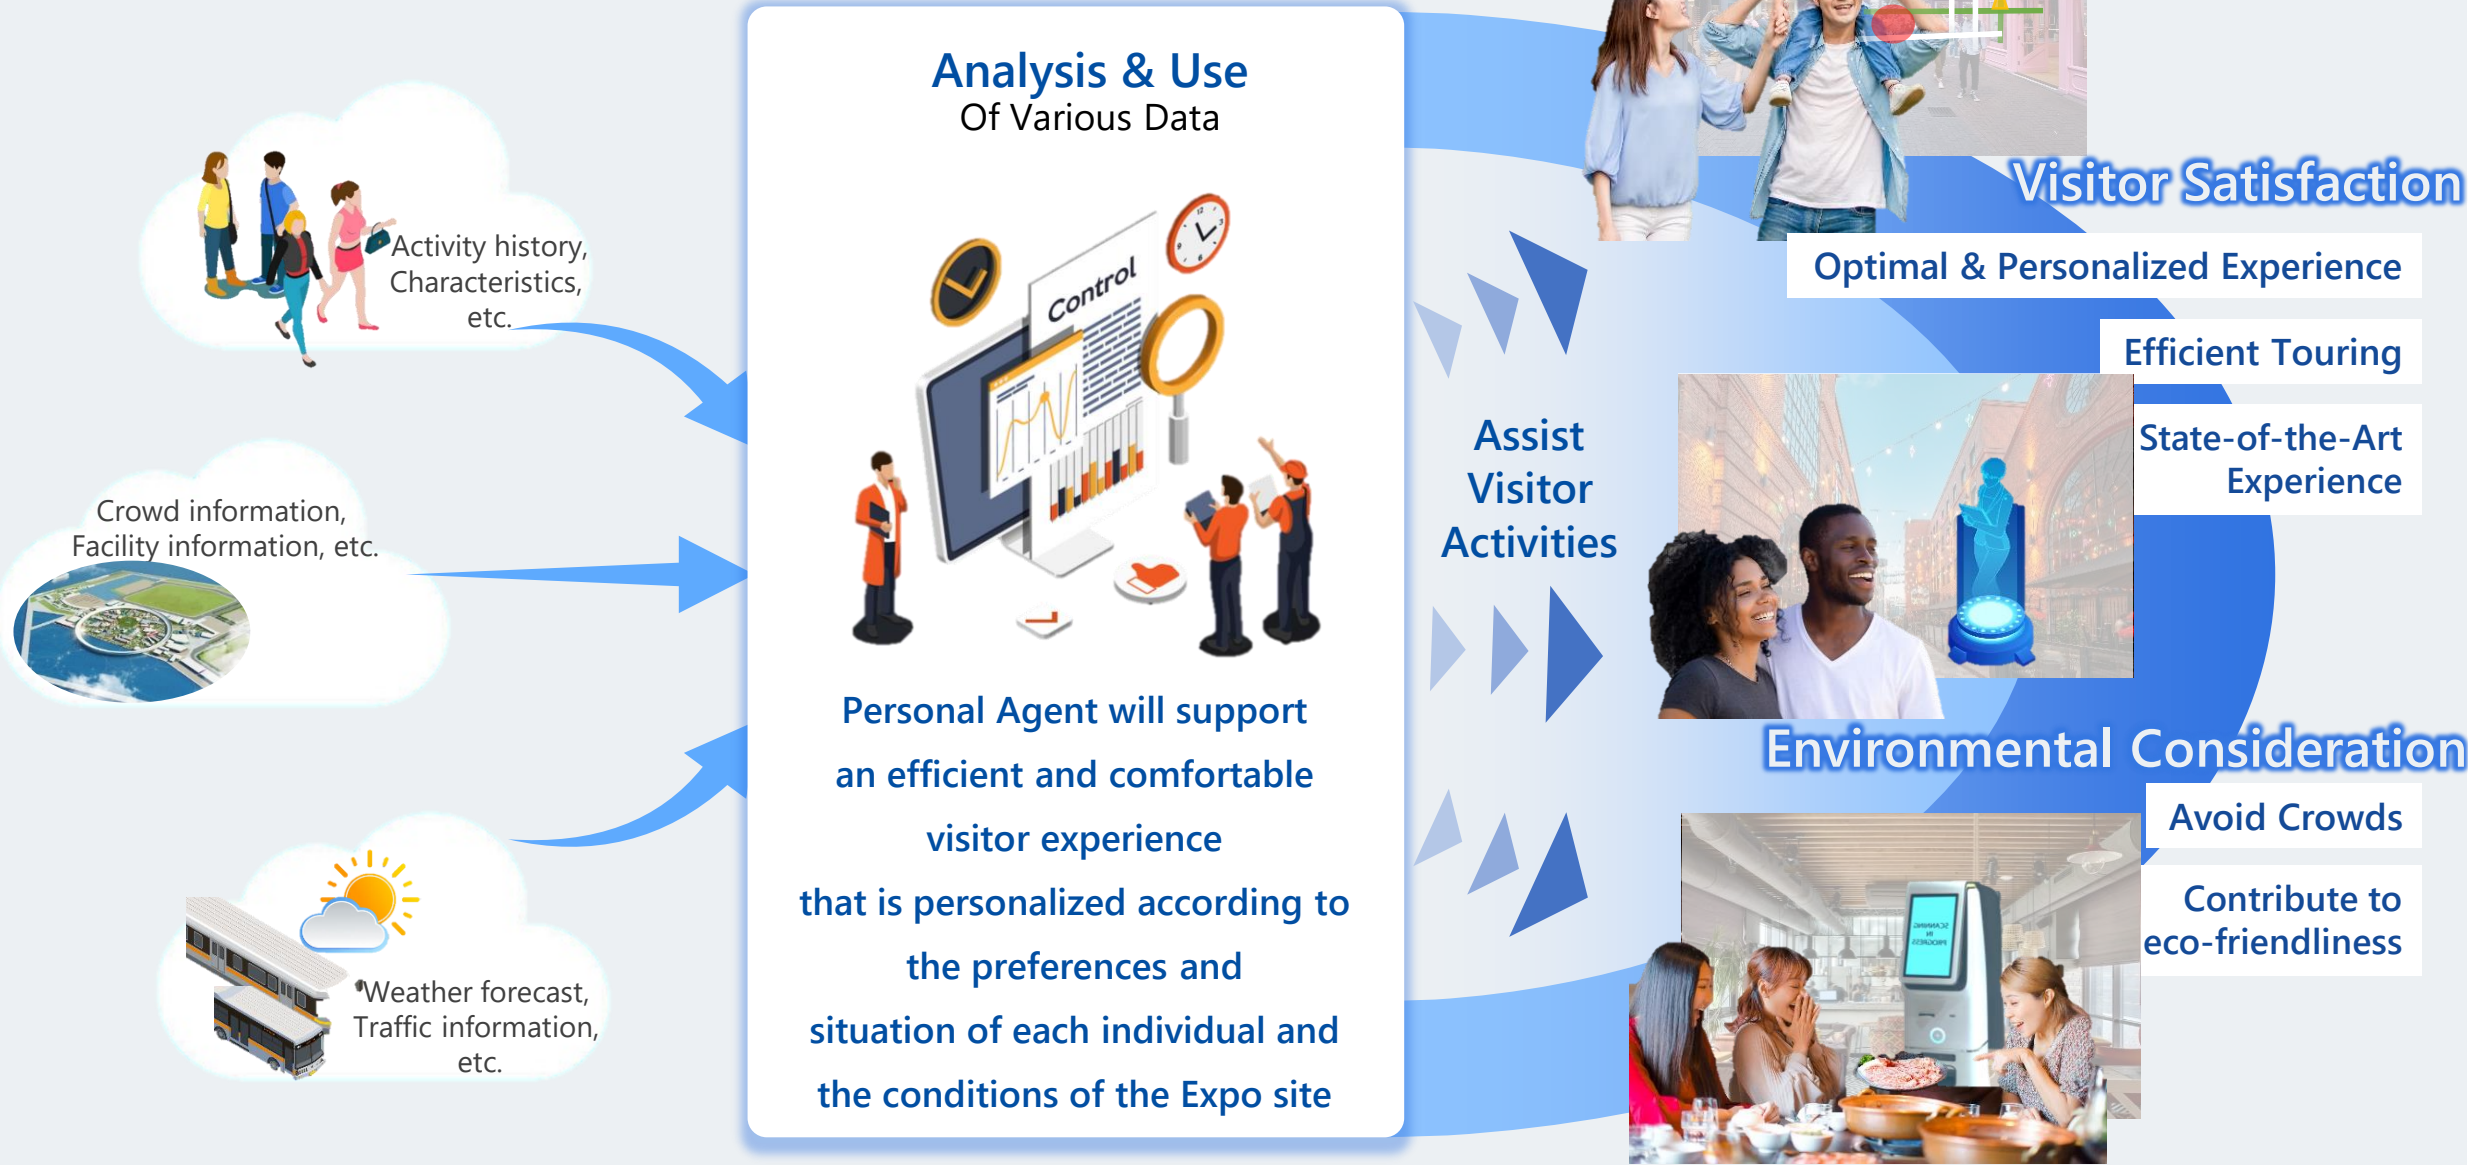 Activity history,
Characteristics,
etc.
Crowd information,
Facility information, etc.
Weather forecast,
Traffic information,
etc.
Analysis & Use
Of Various Data
Control
Personal Agent will support
an efficient and comfortable
visitor experience
that is personalized according to
the preferences and
situation of each individual and
the conditions of the Expo site
Assist
Visitor
Activities
Visitor Satisfaction
Optimal & Personalized Experience
Efficient Touring
State-of-the-Art
Experience
Environmental Consideration
Avoid Crowds
Contribute to
eco-friendliness
SCANNING
IN
PROGRESS